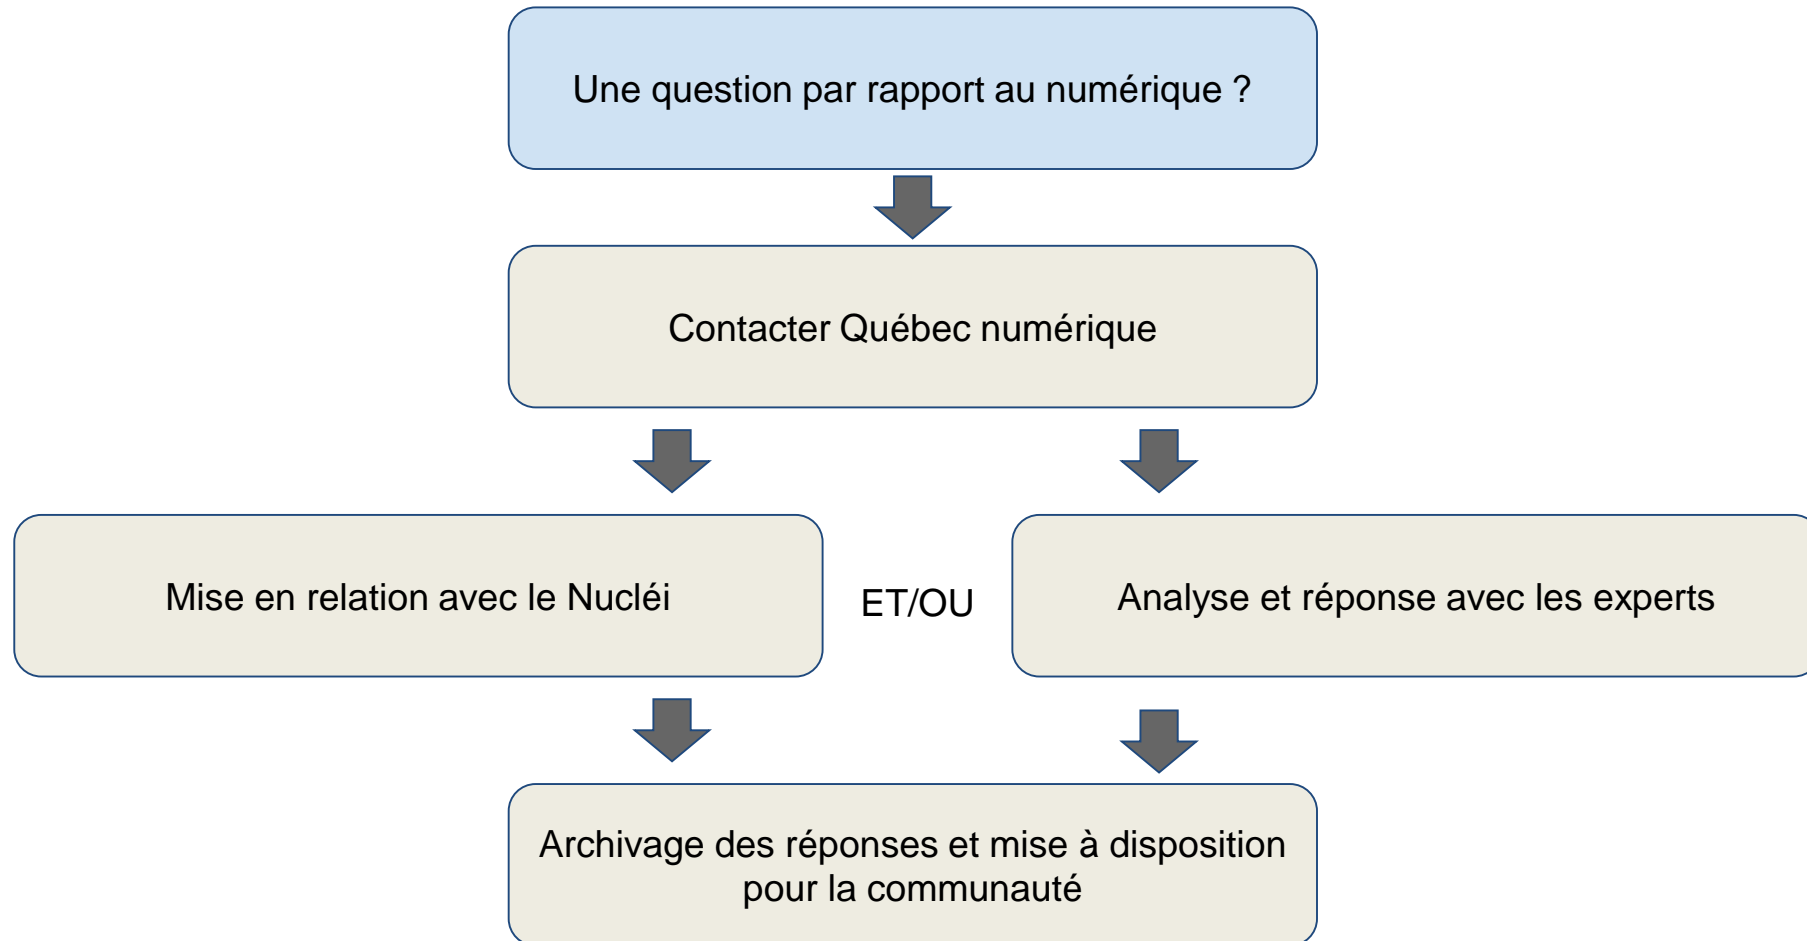 Une question par rapport au numérique ?
Contacter Québec numérique
Mise en relation avec le Nucléi
ET/OU
Analyse et réponse avec les experts
Archivage des réponses et mise à disposition
pour la communauté